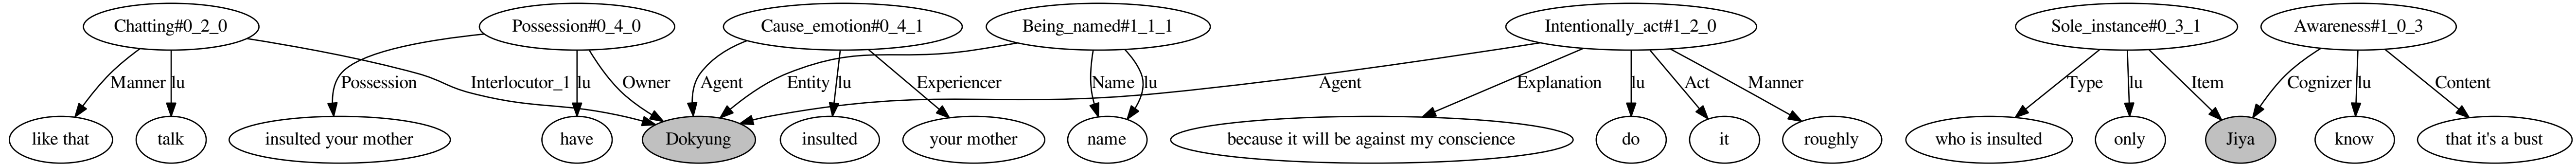 Chatting#0_2_0 Possession#0_4_0 Cause_emotion#0_4_1 Being_named#1_1_1 Intentionally_act#1_2_0 Sole_instance#0_3_1 Awareness#1_0_3
Manner lu Possession Interlocutor_1 lu Owner Agent Entity lu Experiencer Name lu Agent Explanation lu Act Manner Type lu Item Cognizer lu Content
like that talk insulted your mother have Dokyung insulted your mother name because it will be against my conscience do it roughly who is insulted only Jiya know that it's a bust